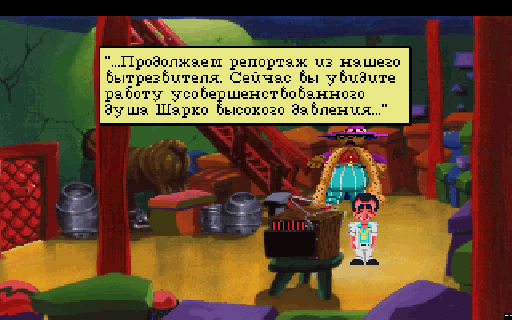 "...Продолжаем репортаж из нашего
вытрезвителя. Сейчас вы увидите
работу усовершенствованного
душа Шарко высокого давления..."